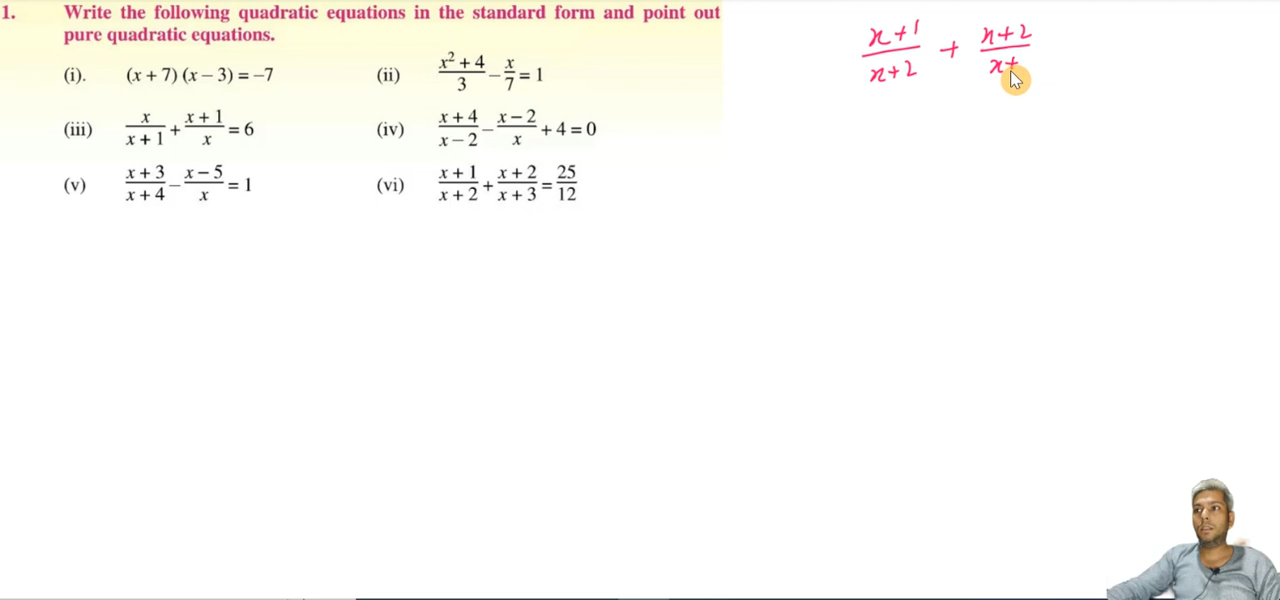 1. Write the following quadratic equations in the standard form and point out
pure quadratic equations.
(i). (x + 7) (x – 3) = –7 (ii) (x² + 4)/3 – x/7 = 1
(iii) x/(x + 1) + (x + 1)/x = 6 (iv) (x + 4)/(x – 2) – (x – 2)/x + 4 = 0
(v) (x + 3)/(x + 4) – (x – 5)/x = 1 (vi) (x + 1)/(x + 2) + (x + 2)/(x + 3) = 25/12
(x+1)/(x+2) + (x+2)/(x+